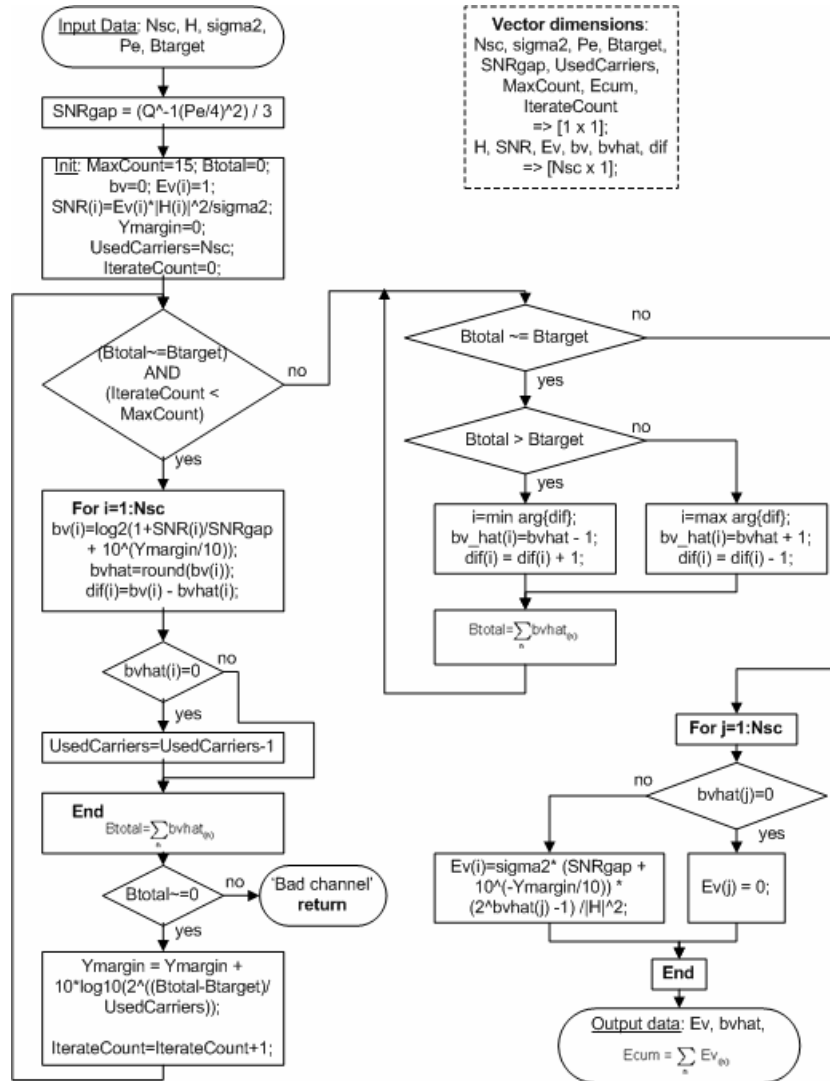 Input Data: Nsc, H, sigma2,
Pe, Btarget
SNRgap = (Q^-1(Pe/4)^2) / 3
Init: MaxCount=15; Btotal=0;
bv=0; Ev(i)=1;
SNR(i)=Ev(i)*|H(i)|^2/sigma2;
Ymargin=0;
UsedCarriers=Nsc;
IterateCount=0;
(Btotal~=Btarget)
AND
(IterateCount <
MaxCount)
no
yes
For i=1:Nsc
bv(i)=log2(1+SNR(i)/SNRgap
+ 10^(Ymargin/10));
bvhat=round(bv(i));
dif(i)=bv(i) - bvhat(i);
bvhat(i)=0
no
yes
UsedCarriers=UsedCarriers-1
End
Btotal=∑bvhat(n)
n
Btotal~=0
no
'Bad channel'
return
yes
Ymargin = Ymargin +
10*log10(2^((Btotal-Btarget)/
UsedCarriers));
IterateCount=IterateCount+1;
Vector dimensions:
Nsc, sigma2, Pe, Btarget,
SNRgap, UsedCarriers,
MaxCount, Ecum,
IterateCount
=> [1 x 1];
H, SNR, Ev, bv, bvhat, dif
=> [Nsc x 1];
Btotal ~= Btarget
no
yes
Btotal > Btarget
no
yes
i=min arg{dif};
bv_hat(i)=bvhat - 1;
dif(i) = dif(i) + 1;
i=max arg{dif};
bv_hat(i)=bvhat + 1;
dif(i) = dif(i) - 1;
Btotal=∑bvhat(n)
n
For j=1:Nsc
bvhat(j)=0
no
yes
Ev(i)=sigma2* (SNRgap +
10^(-Ymargin/10)) *
(2^bvhat(j) -1) /|H|^2;
Ev(j) = 0;
End
Output data: Ev, bvhat,
Ecum = ∑ Ev(n)
n